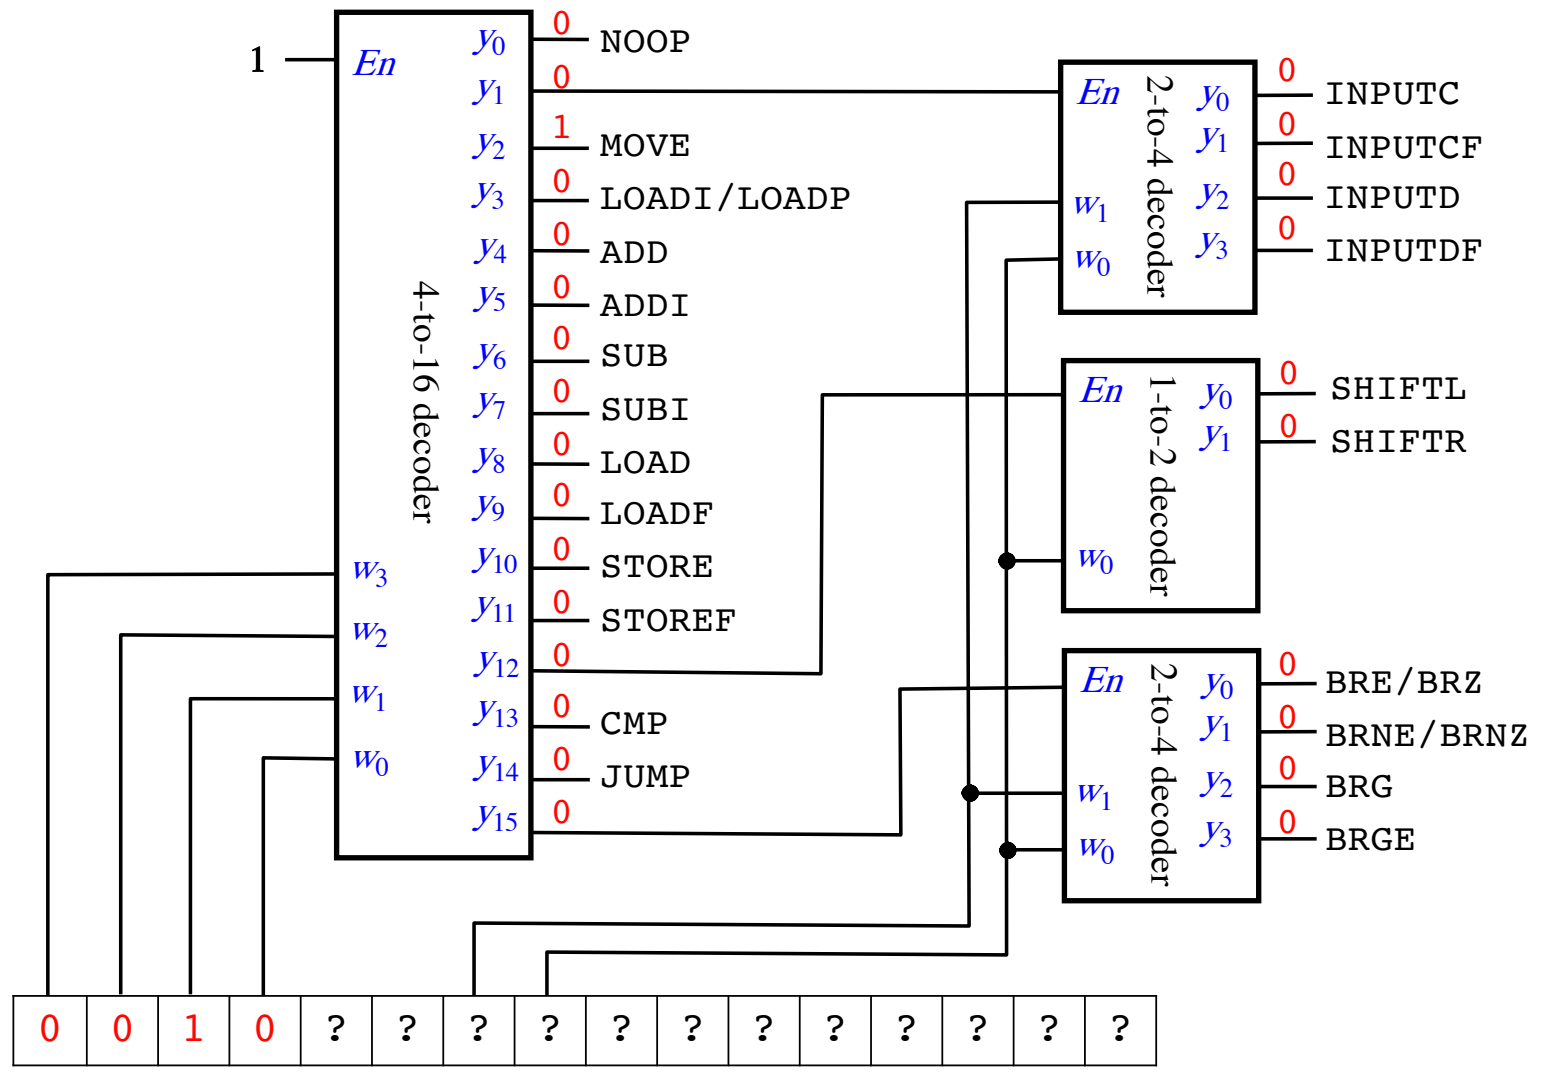 1
En
4-to-16 decoder
w3
w2
w1
w0
y0 0 NOOP
y1 0
y2 1 MOVE
y3 0 LOADI/LOADP
y4 0 ADD
y5 0 ADDI
y6 0 SUB
y7 0 SUBI
y8 0 LOAD
y9 0 LOADF
y10 0 STORE
y11 0 STOREF
y12 0
y13 0 CMP
y14 0 JUMP
y15 0
En
w1
w0
2-to-4 decoder
y0 0 INPUTC
y1 0 INPUTCF
y2 0 INPUTD
y3 0 INPUTDF
En
w0
1-to-2 decoder
y0 0 SHIFTL
y1 0 SHIFTR
En
w1
w0
2-to-4 decoder
y0 0 BRE/BRZ
y1 0 BRNE/BRNZ
y2 0 BRG
y3 0 BRGE
0 0 1 0 ? ? ? ? ? ? ? ? ? ? ? ?